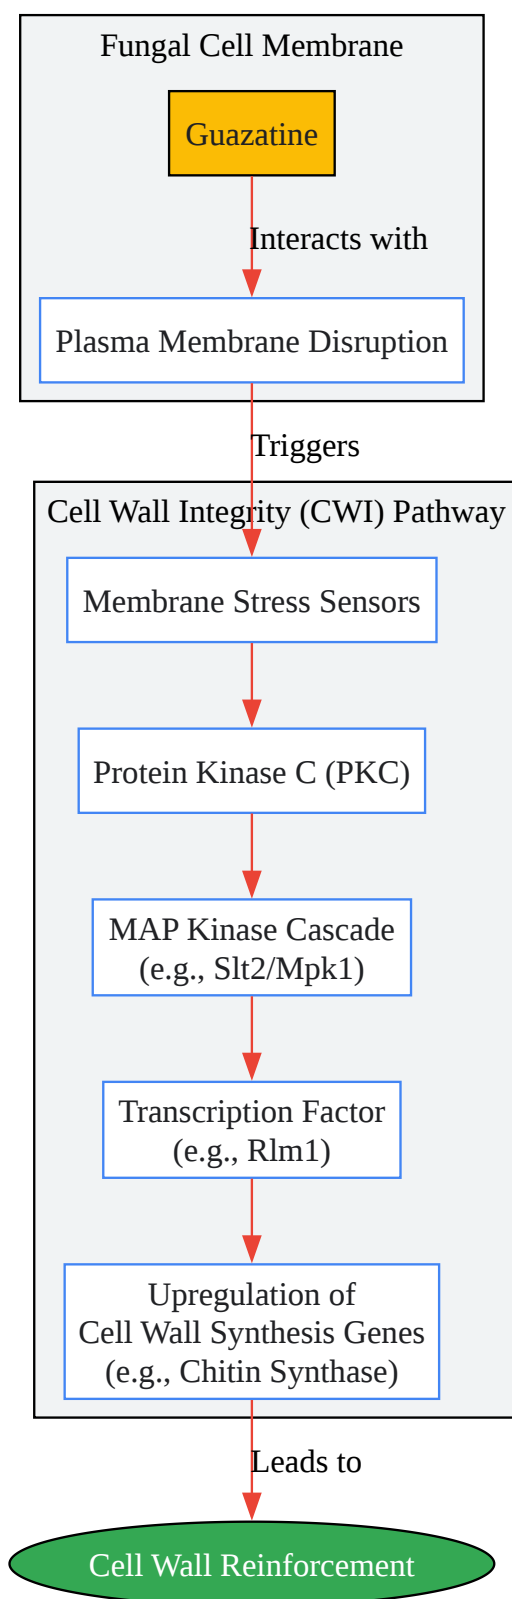 Fungal Cell Membrane
Guazatine
Interacts with
Plasma Membrane Disruption
Triggers
Cell Wall Integrity (CWI) Pathway
Membrane Stress Sensors
Protein Kinase C (PKC)
MAP Kinase Cascade
(e.g., Slt2/Mpk1)
Transcription Factor
(e.g., Rlm1)
Upregulation of
Cell Wall Synthesis Genes
(e.g., Chitin Synthase)
Leads to
Cell Wall Reinforcement